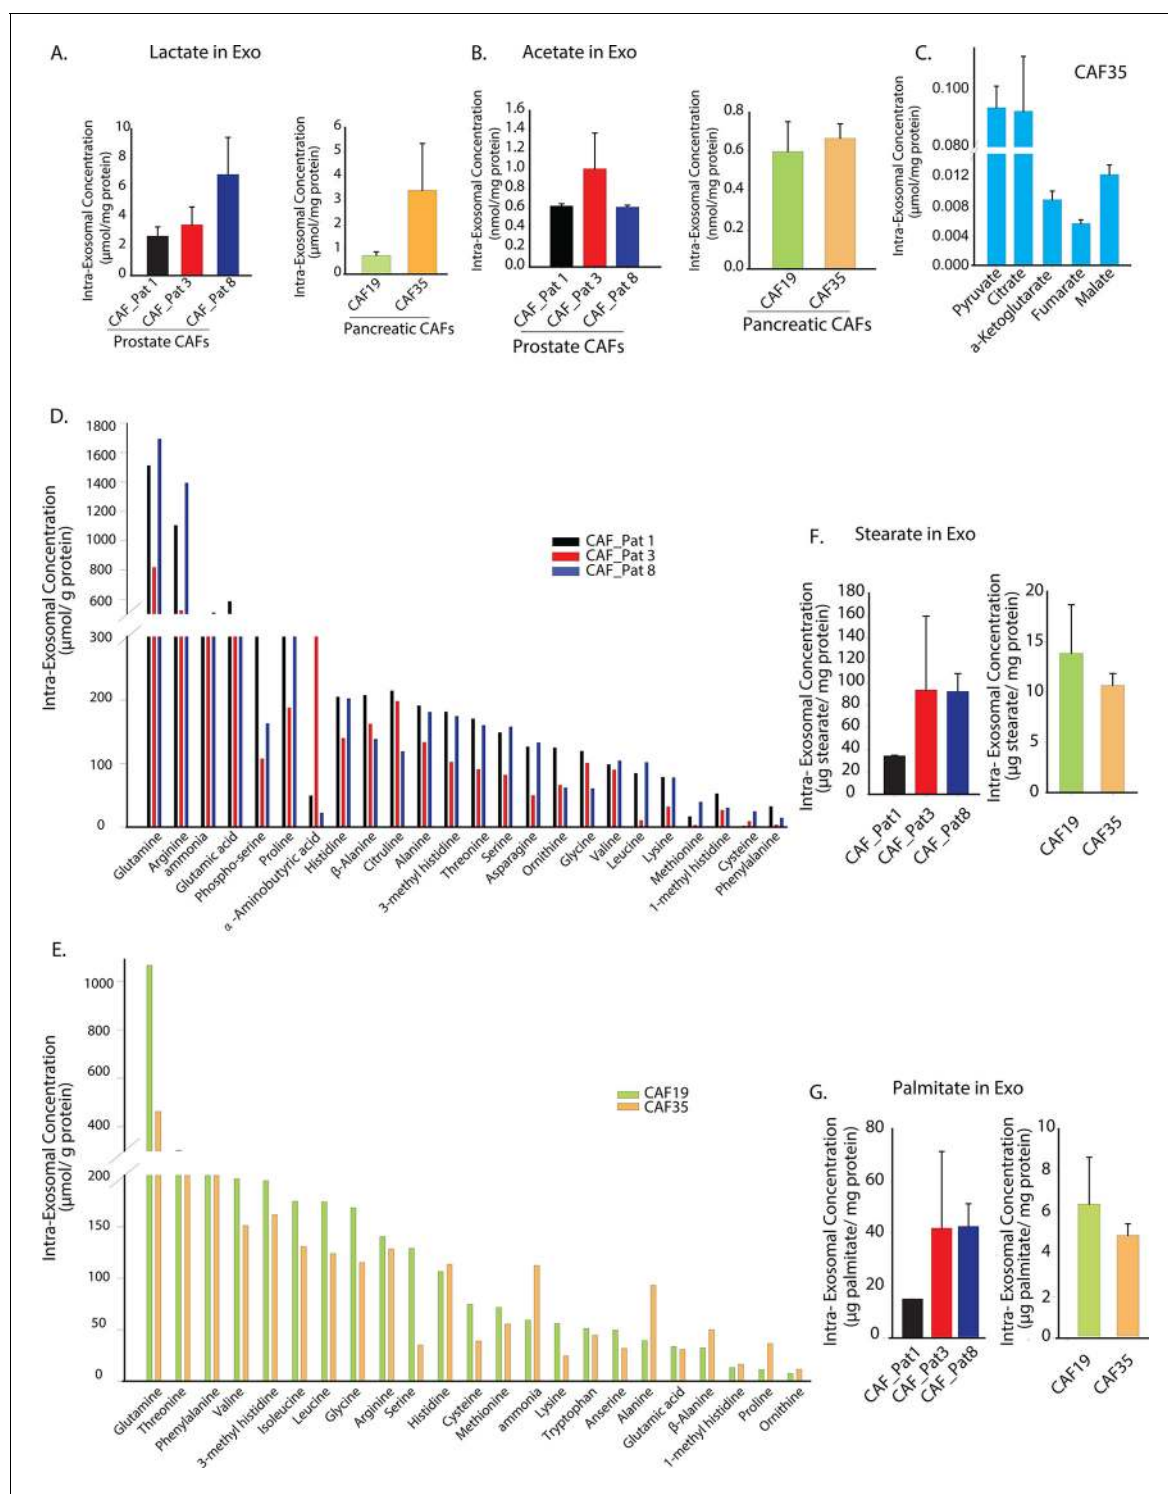 A.
Lactate in Exo
Intra-Exosomal Concentration
(μmol/mg protein)
10
8
6
4
2
0
CAF_Pat 1
CAF_Pat 3
CAF_Pat 8
Prostate CAFs
Intra-Exosomal Concentration
(μmol/mg protein)
6
5
4
3
2
1
0
CAF19
CAF35
Pancreatic CAFs
B.
Acetate in Exo
Intra-Exosomal Concentration
(nmol/mg protein)
1.6
1.4
1.2
1.0
0.8
0.6
0.4
0.2
0.0
CAF_Pat 1
CAF_Pat 3
CAF_Pat 8
Prostate CAFs
Intra-Exosomal Concentration
(nmol/mg protein)
0.8
0.6
0.4
0.2
0.0
CAF19
CAF35
Pancreatic CAFs
C.
CAF35
Intra-Exosomal Concentration
(μmol/mg protein)
0.100
0.080
0.012
0.008
0.004
0.000
Pyruvate
Citrate
a-Ketoglutarate
Fumarate
Malate
D.
Intra-Exosomal Concentration
(μmol/ g protein)
1800
1600
1400
1200
1000
800
600
300
200
100
0
CAF_Pat 1
CAF_Pat 3
CAF_Pat 8
Glutamine
Arginine
ammonia
Glutamic acid
Phospho-serine
Proline
α -Aminobutyric acid
Histidine
β-Alanine
Citruline
Alanine
3-methyl histidine
Threonine
Serine
Asparagine
Ornithine
Glycine
Valine
Leucine
Lysine
Methionine
1-methyl histidine
Cysteine
Phenylalanine
F.
Stearate in Exo
Intra- Exosomal Concentration
(μg stearate/ mg protein)
180
160
140
120
100
80
60
40
20
0
CAF_Pat1
CAF_Pat3
CAF_Pat8
Intra- Exosomal Concentration
(μg stearate/ mg protein)
20
15
10
5
0
CAF19
CAF35
E.
Intra-Exosomal Concentration
(μmol/ g protein)
1000
800
600
400
200
150
100
50
0
CAF19
CAF35
Glutamine
Threonine
Phenylalanine
Valine
3-methyl histidine
Isoleucine
Leucine
Glycine
Arginine
Serine
Histidine
Cysteine
Methionine
ammonia
Lysine
Tryptophan
Anserine
Alanine
Glutamic acid
β-Alanine
1-methyl histidine
Proline
Ornithine
G.
Palmitate in Exo
Intra- Exosomal Concentration
(μg palmitate/ mg protein)
80
60
40
20
0
CAF_Pat1
CAF_Pat3
CAF_Pat8
Intra- Exosomal Concentration
(μg palmitate/ mg protein)
10
8
6
4
2
0
CAF19
CAF35